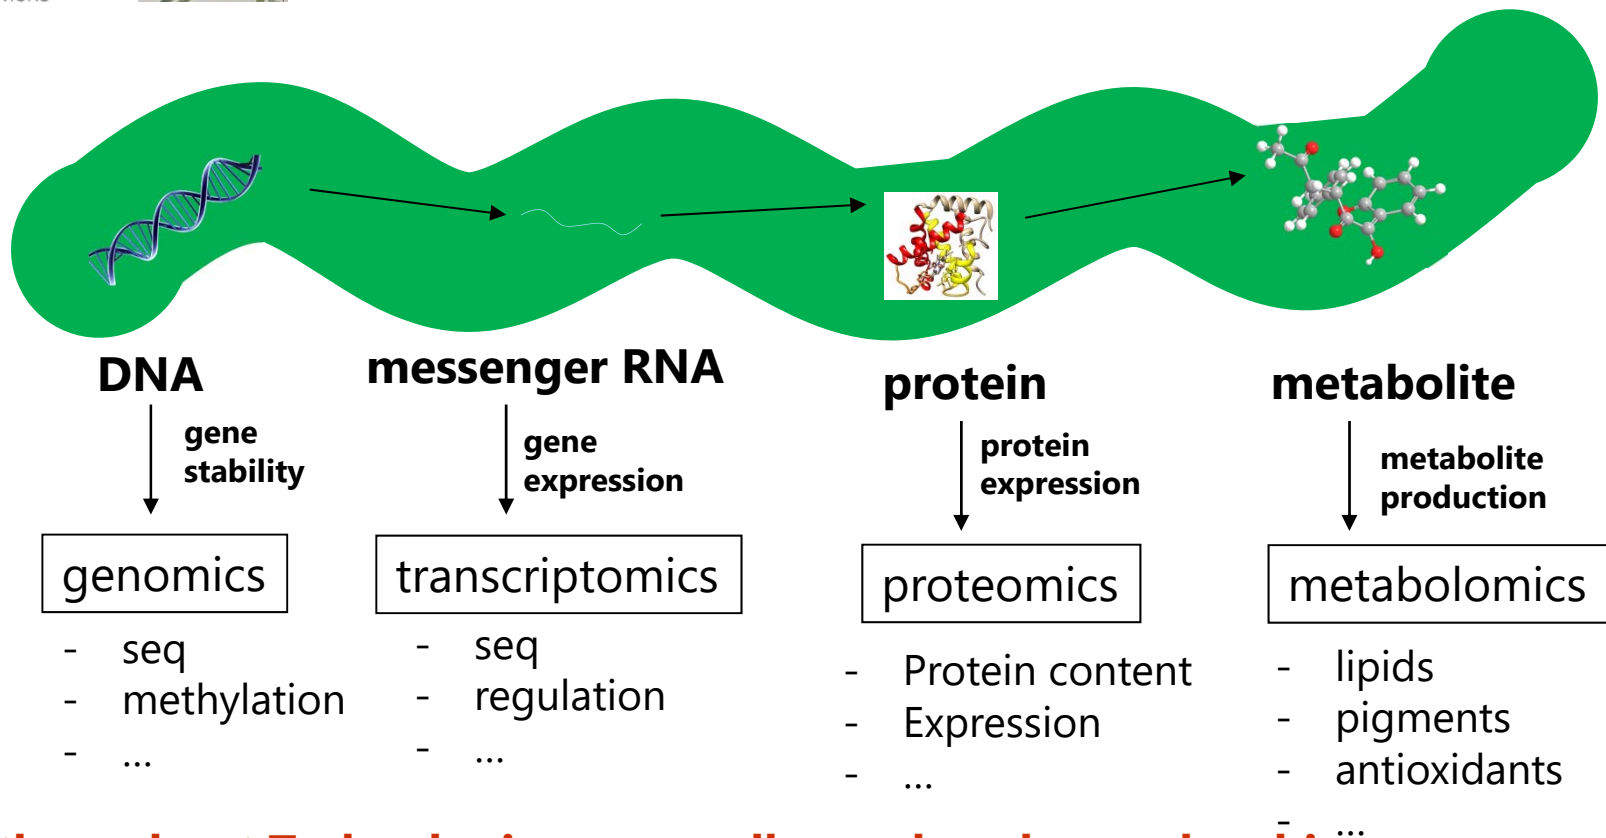 DNA
messenger RNA
protein
metabolite
gene
stability
gene
expression
protein
expression
metabolite
production
genomics
transcriptomics
proteomics
metabolomics
- seq
- methylation
- ...
- seq
- regulation
- ...
- Protein content
- Expression
- ...
- lipids
- pigments
- antioxidants
- ...